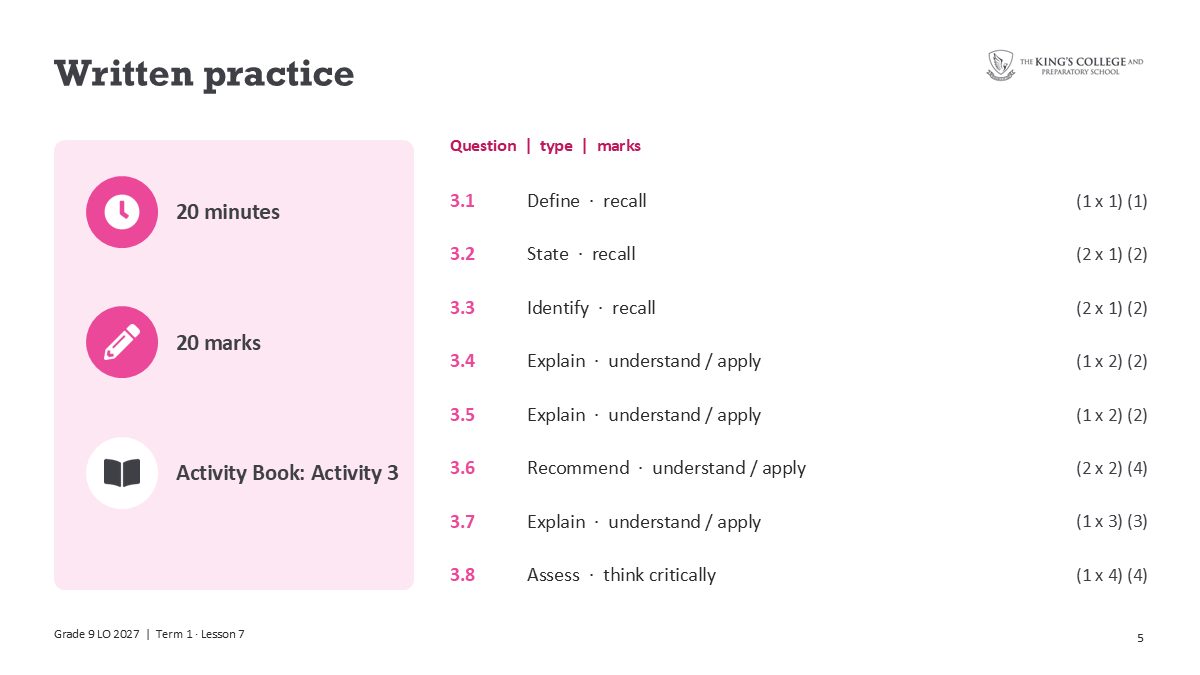 Written practice
THE KING'S COLLEGE AND
PREPARATORY SCHOOL
20 minutes
20 marks
Activity Book: Activity 3
Question | type | marks
3.1 Define · recall (1 x 1) (1)
3.2 State · recall (2 x 1) (2)
3.3 Identify · recall (2 x 1) (2)
3.4 Explain · understand / apply (1 x 2) (2)
3.5 Explain · understand / apply (1 x 2) (2)
3.6 Recommend · understand / apply (2 x 2) (4)
3.7 Explain · understand / apply (1 x 3) (3)
3.8 Assess · think critically (1 x 4) (4)
Grade 9 LO 2027 | Term 1 · Lesson 7
5